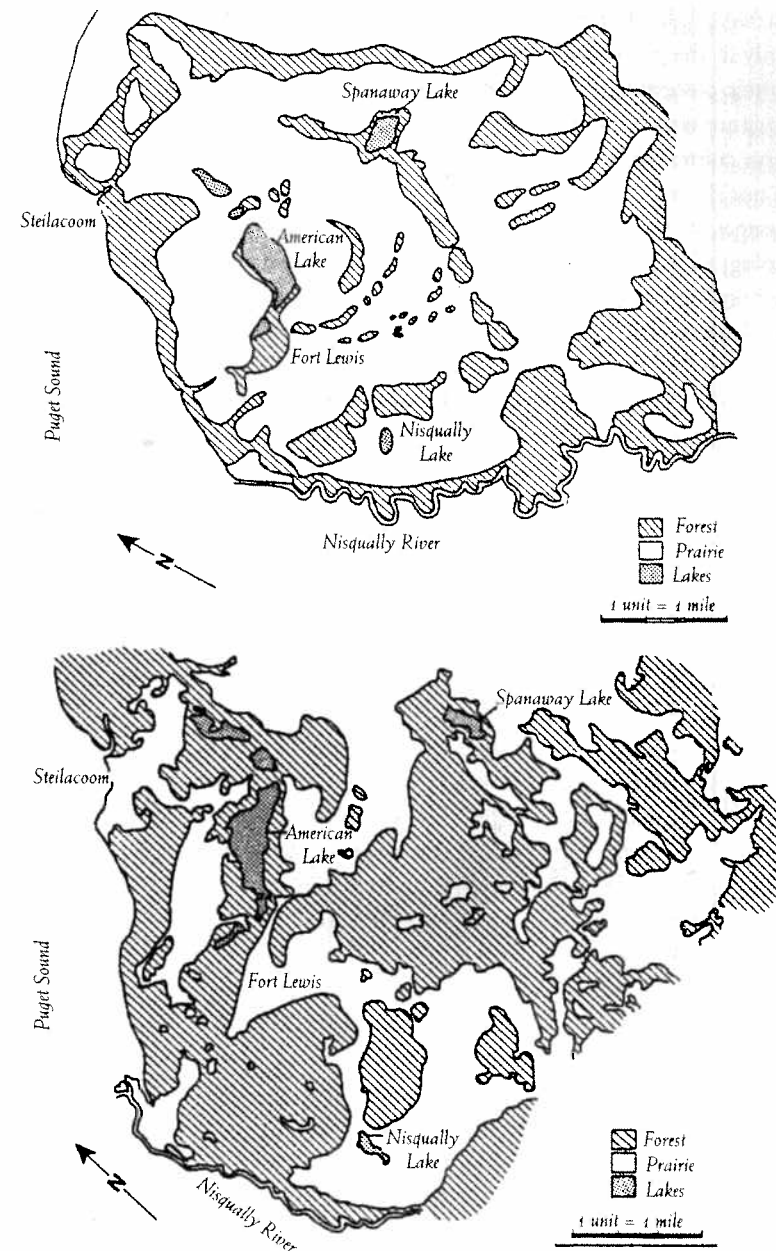 Spanaway Lake
Steilacoom
American
Lake
Fort Lewis
Puget Sound
Nisqually
Lake
Nisqually River
N
Forest
Prairie
Lakes
1 unit = 1 mile
Spanaway Lake
Steilacoom
American
Lake
Fort Lewis
Puget Sound
Nisqually
Lake
Nisqually River
N
Forest
Prairie
Lakes
1 unit = 1 mile